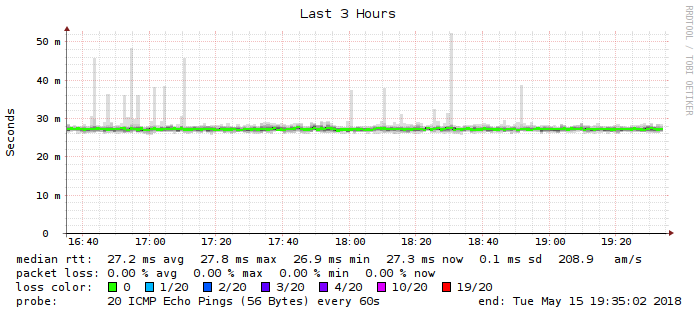 Last 3 Hours
RRDTOOL / TOBI OETIKER
Seconds
50 m
40 m
30 m
20 m
10 m
0
16:40 17:00 17:20 17:40 18:00 18:20 18:40 19:00 19:20
median rtt: 27.2 ms avg 27.8 ms max 26.9 ms min 27.3 ms now 0.1 ms sd 208.9 am/s
packet loss: 0.00 % avg 0.00 % max 0.00 % min 0.00 % now
loss color: 0 1/20 2/20 3/20 4/20 10/20 19/20
probe: 20 ICMP Echo Pings (56 Bytes) every 60s end: Tue May 15 19:35:02 2018